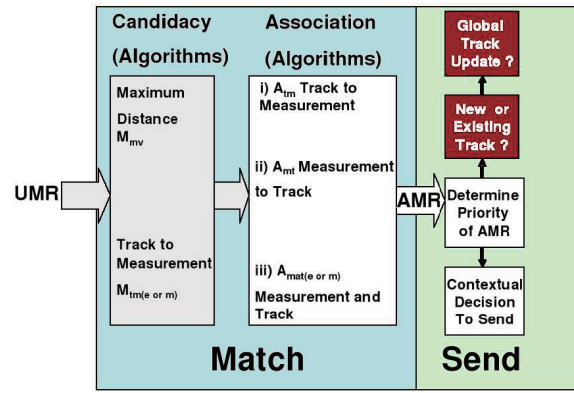 Candidacy
(Algorithms)
Association
(Algorithms)
Global
Track
Update ?
Maximum
Distance
Mmv
i) Atm Track to
Measurement
New or
Existing
Track ?
UMR
ii) Amt Measurement
to Track
AMR
Determine
Priority
of AMR
Track to
Measurement
Mtm(e or m)
iii) Amat(e or m)
Measurement and
Track
Contextual
Decision
To Send
Match
Send